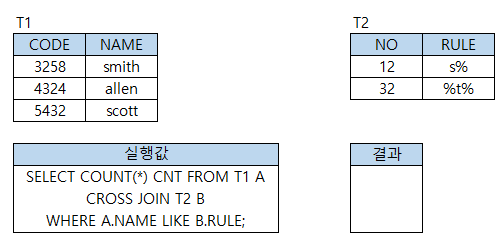 T1
CODE NAME
3258 smith
4324 allen
5432 scott
T2
NO RULE
12 s%
32 %t%
실행값
SELECT COUNT(*) CNT FROM T1 A
CROSS JOIN T2 B
WHERE A.NAME LIKE B.RULE;
결과